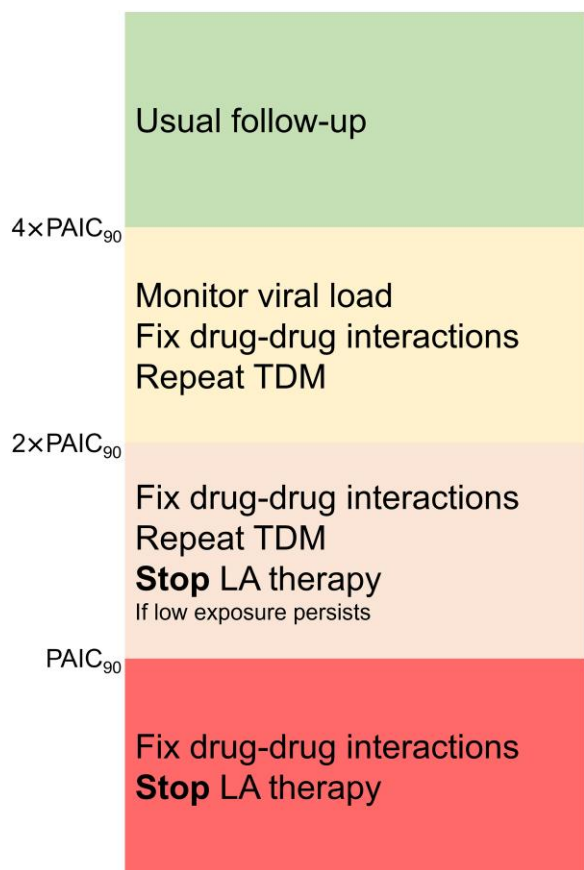 Usual follow-up
4×PAIC₉₀
Monitor viral load
Fix drug-drug interactions
Repeat TDM
2×PAIC₉₀
Fix drug-drug interactions
Repeat TDM
Stop LA therapy
If low exposure persists
PAIC₉₀
Fix drug-drug interactions
Stop LA therapy